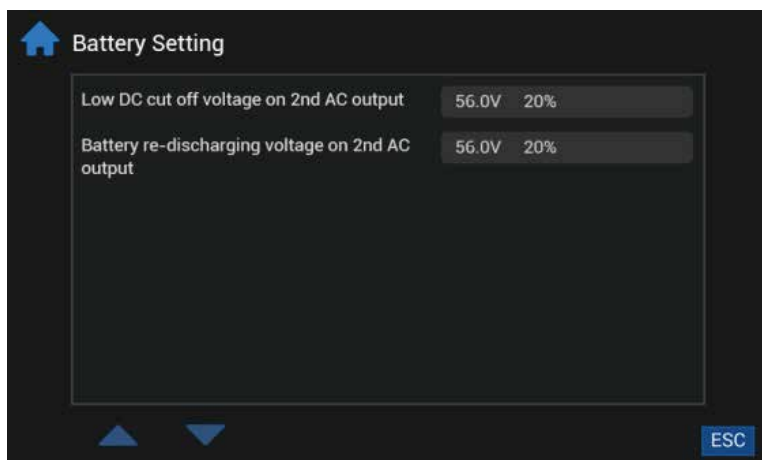 Battery Setting
Low DC cut off voltage on 2nd AC output 56.0V 20%
Battery re-discharging voltage on 2nd AC 56.0V 20%
output
ESC